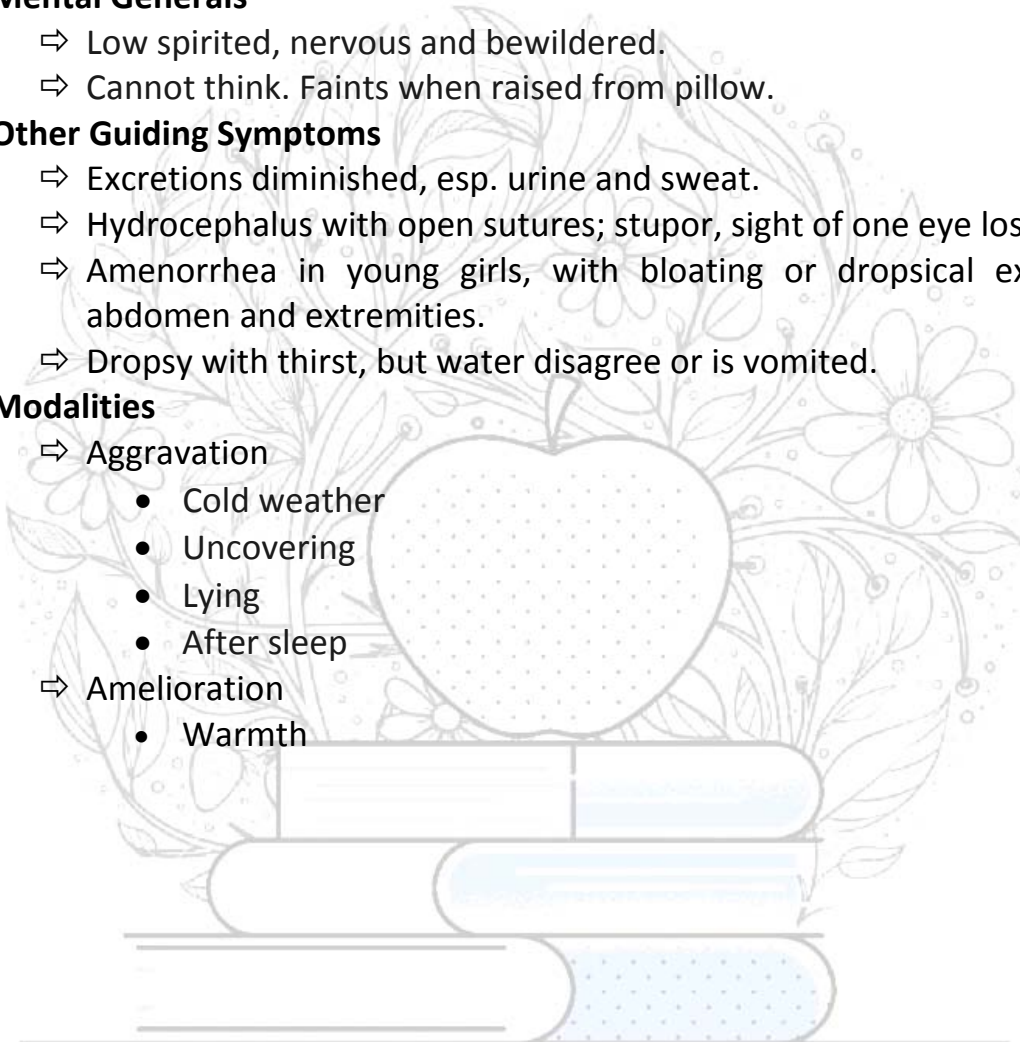 Mental Generals
⇨ Low spirited, nervous and bewildered.
⇨ Cannot think. Faints when raised from pillow.
Other Guiding Symptoms
⇨ Excretions diminished, esp. urine and sweat.
⇨ Hydrocephalus with open sutures; stupor, sight of one eye los
⇨ Amenorrhea in young girls, with bloating or dropsical ex
abdomen and extremities.
⇨ Dropsy with thirst, but water disagree or is vomited.
Modalities
⇨ Aggravation
• Cold weather
• Uncovering
• Lying
• After sleep
⇨ Amelioration
• Warmth